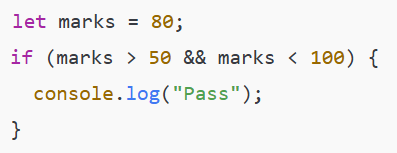 let marks = 80;
if (marks > 50 && marks < 100) {
  console.log("Pass");
}